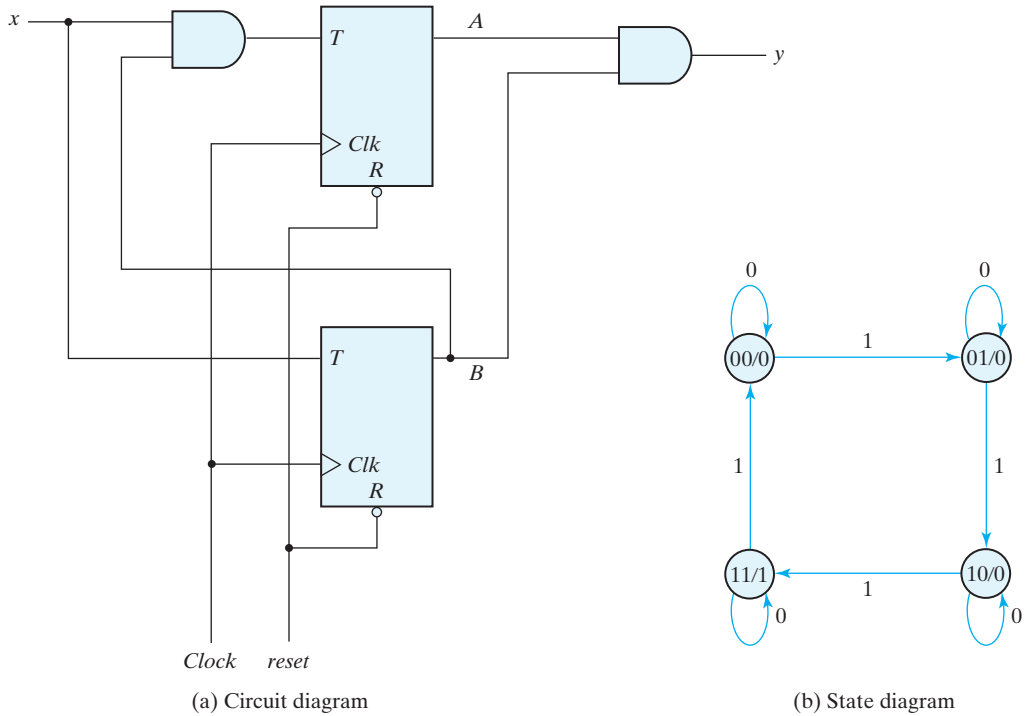 x
T
A
y
Clk
R
0
0
00/0
1
01/0
T
B
1
1
Clk
R
11/1
1
10/0
0
0
Clock
reset
(a) Circuit diagram
(b) State diagram